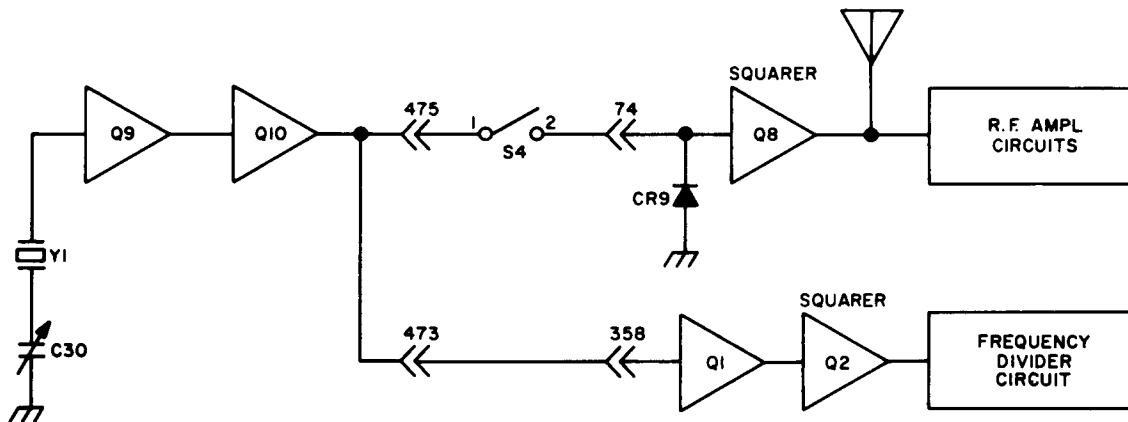 SQUARER
475
74
Q9
Q10
1
2
Q8
R.F. AMPL
CIRCUITS
S4
CR9
Y1
SQUARER
C30
473
358
Q1
Q2
FREQUENCY
DIVIDER
CIRCUIT